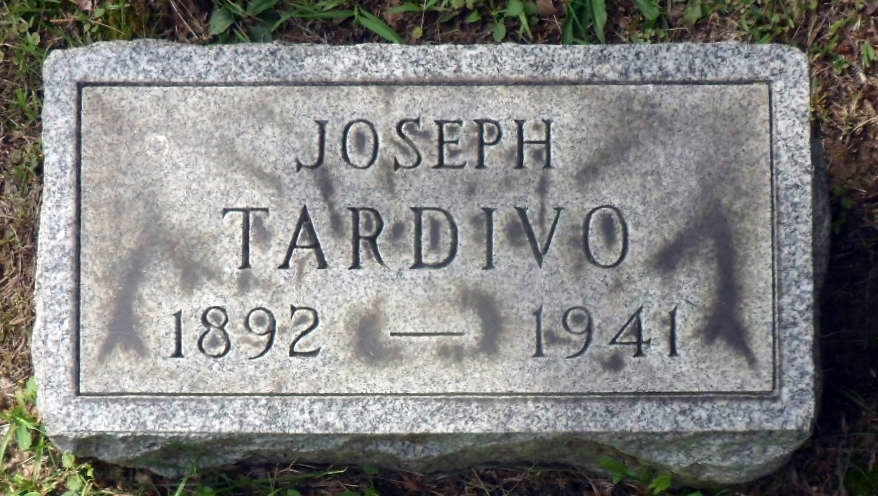 JOSEPH
TARDIVO
1892 — 1941